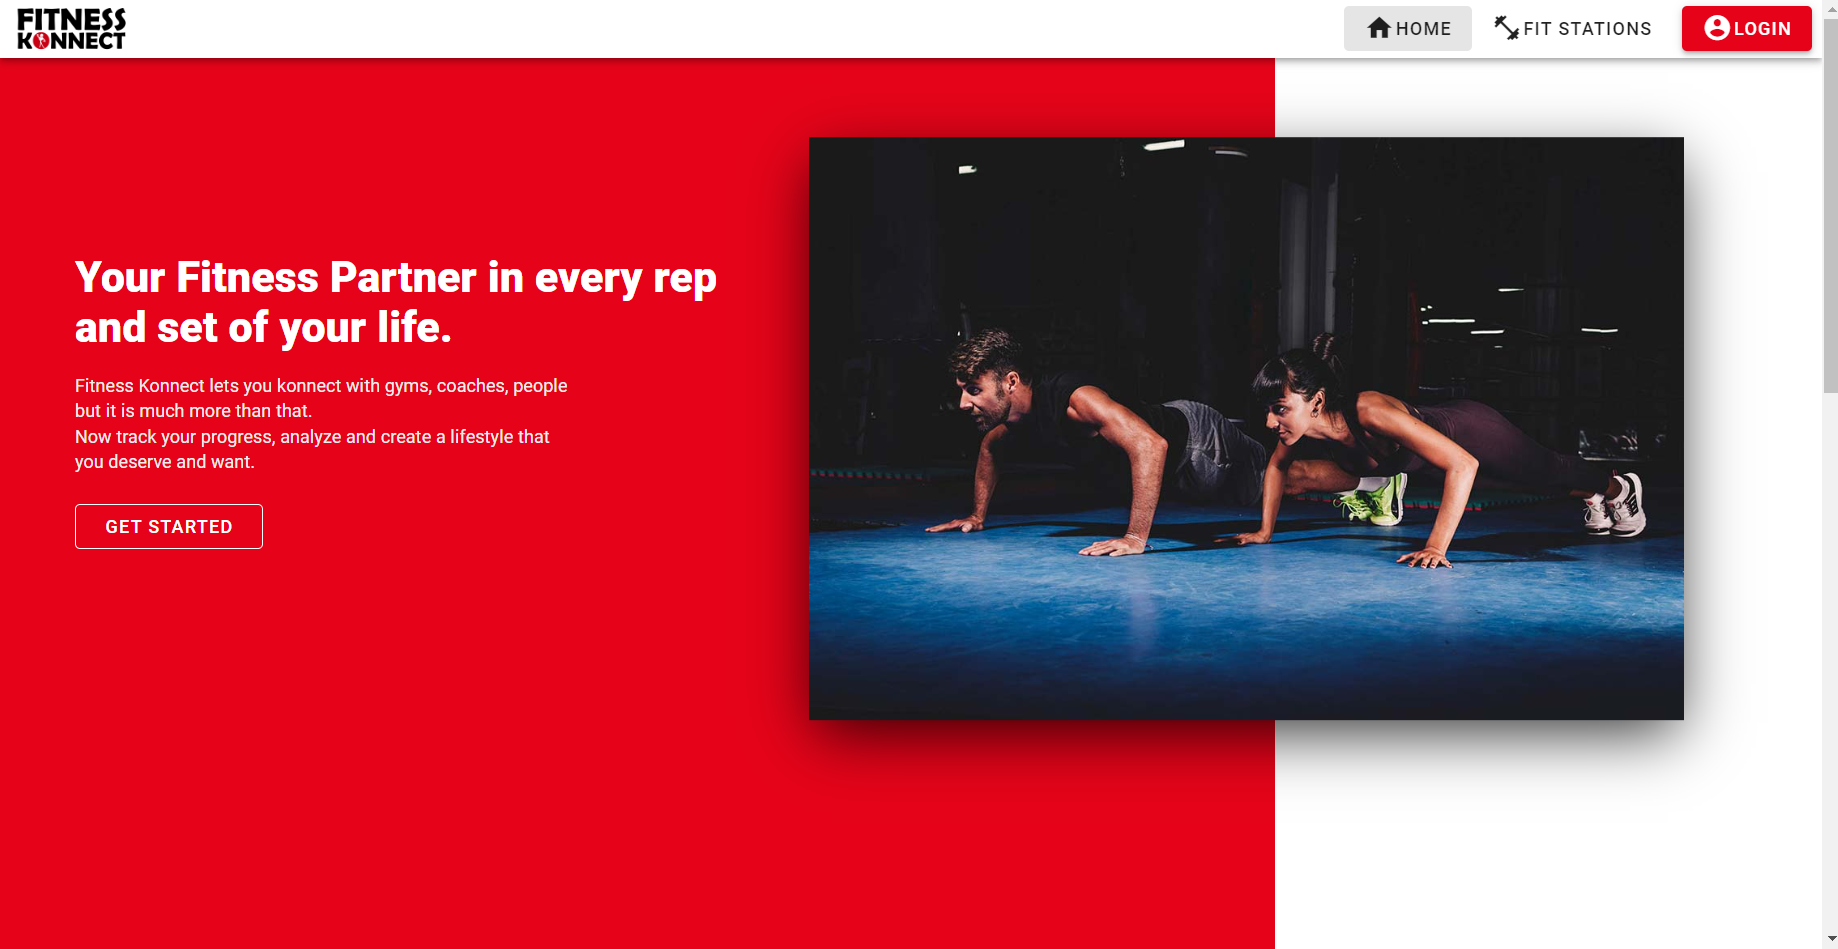 FITNESS
KONNECT
HOME
FIT STATIONS
LOGIN
Your Fitness Partner in every rep
and set of your life.
Fitness Konnect lets you konnect with gyms, coaches, people
but it is much more than that.
Now track your progress, analyze and create a lifestyle that
you deserve and want.
GET STARTED